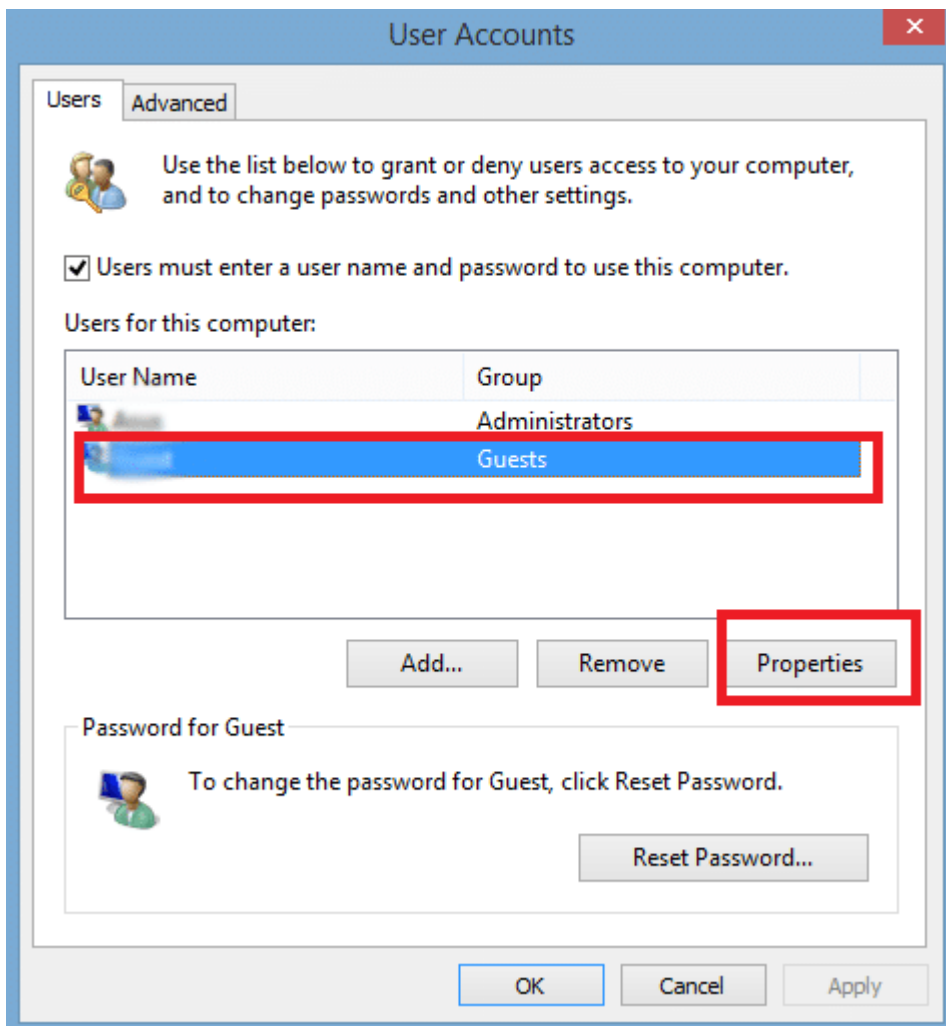 User Accounts
Users Advanced
Use the list below to grant or deny users access to your computer,
and to change passwords and other settings.
Users must enter a user name and password to use this computer.
Users for this computer:
User Name Group
Administrators
Guests
Add... Remove Properties
Password for Guest
To change the password for Guest, click Reset Password.
Reset Password...
OK Cancel Apply